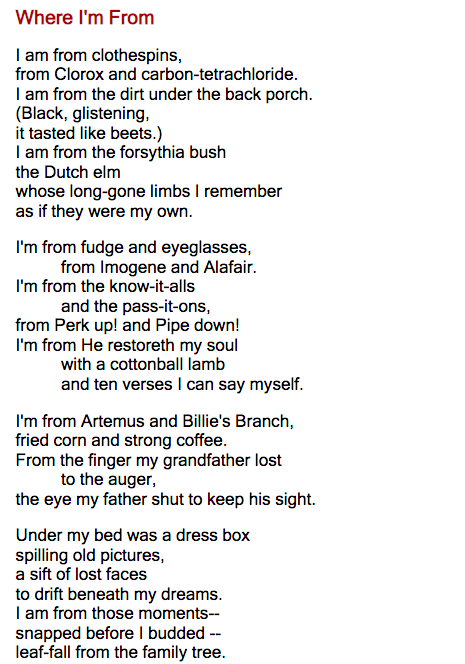 Where I'm From
I am from clothespins,
from Clorox and carbon-tetrachloride.
I am from the dirt under the back porch.
(Black, glistening,
it tasted like beets.)
I am from the forsythia bush
the Dutch elm
whose long-gone limbs I remember
as if they were my own.
I'm from fudge and eyeglasses,
from Imogene and Alafair.
I'm from the know-it-alls
and the pass-it-ons,
from Perk up! and Pipe down!
I'm from He restoreth my soul
with a cottonball lamb
and ten verses I can say myself.
I'm from Artemus and Billie's Branch,
fried corn and strong coffee.
From the finger my grandfather lost
to the auger,
the eye my father shut to keep his sight.
Under my bed was a dress box
spilling old pictures,
a sift of lost faces
to drift beneath my dreams.
I am from those moments--
snapped before I budded --
leaf-fall from the family tree.